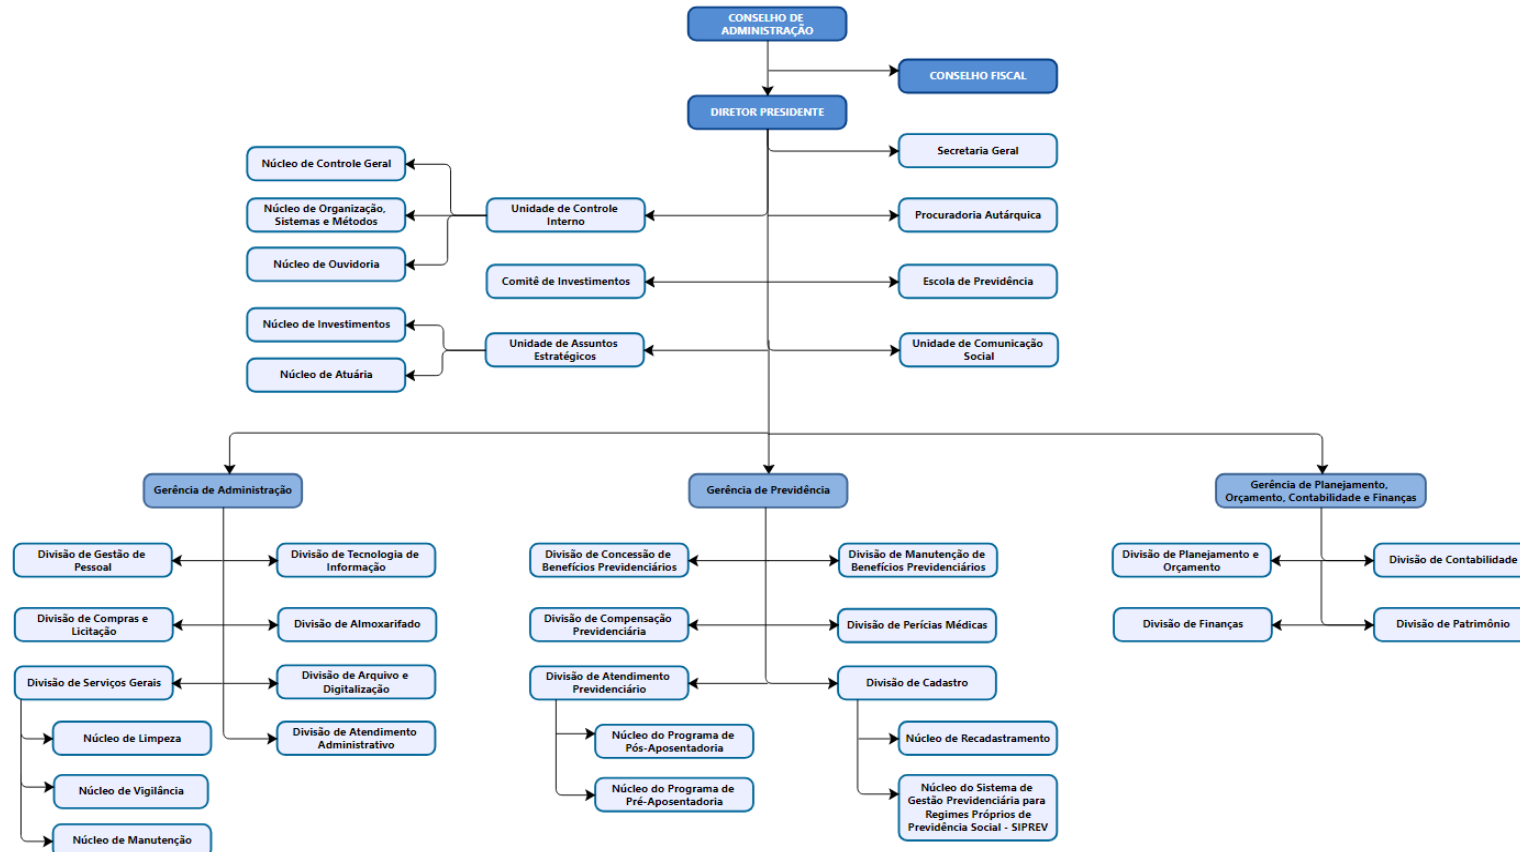 CONSELHO DE
ADMINISTRAÇÃO
CONSELHO FISCAL
DIRETOR PRESIDENTE
Secretaria Geral
Núcleo de Controle Geral
Núcleo de Organização,
Sistemas e Métodos
Unidade de Controle
Interno
Procuradoria Autárquica
Núcleo de Ouvidoria
Comitê de Investimentos
Escola de Previdência
Núcleo de Investimentos
Unidade de Assuntos
Estratégicos
Unidade de Comunicação
Social
Núcleo de Atuária
Gerência de Administração
Gerência de Previdência
Gerência de Planejamento,
Orçamento, Contabilidade e Finanças
Divisão de Gestão de
Pessoal
Divisão de Tecnologia de
Informação
Divisão de Concessão de
Benefícios Previdenciários
Divisão de Manutenção de
Benefícios Previdenciários
Divisão de Planejamento e
Orçamento
Divisão de Contabilidade
Divisão de Compras e
Licitação
Divisão de Almoxarifado
Divisão de Compensação
Previdenciária
Divisão de Perícias Médicas
Divisão de Finanças
Divisão de Patrimônio
Divisão de Serviços Gerais
Divisão de Arquivo e
Digitalização
Divisão de Atendimento
Previdenciário
Divisão de Cadastro
Núcleo de Limpeza
Divisão de Atendimento
Administrativo
Núcleo do Programa de
Pós-Aposentadoria
Núcleo de Recadastramento
Núcleo de Vigilância
Núcleo do Programa de
Pré-Aposentadoria
Núcleo do Sistema de
Gestão Previdenciária para
Regimes Próprios de
Previdência Social - SIPREV
Núcleo de Manutenção